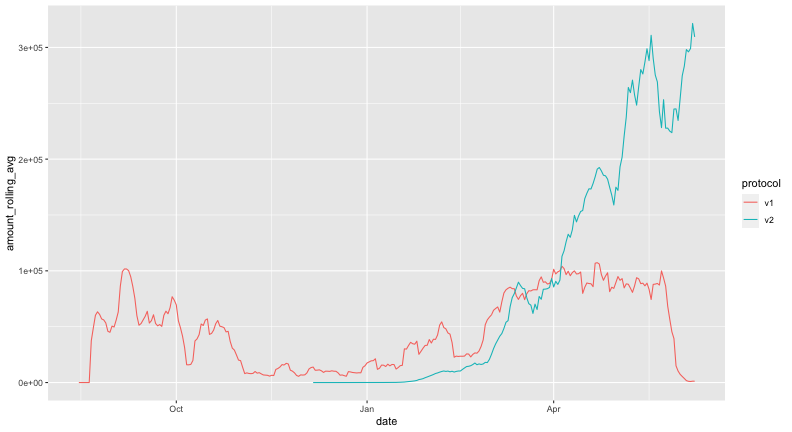 amount_rolling_avg
3e+05
2e+05
1e+05
0e+00
Oct
Jan
Apr
date
protocol
v1
v2